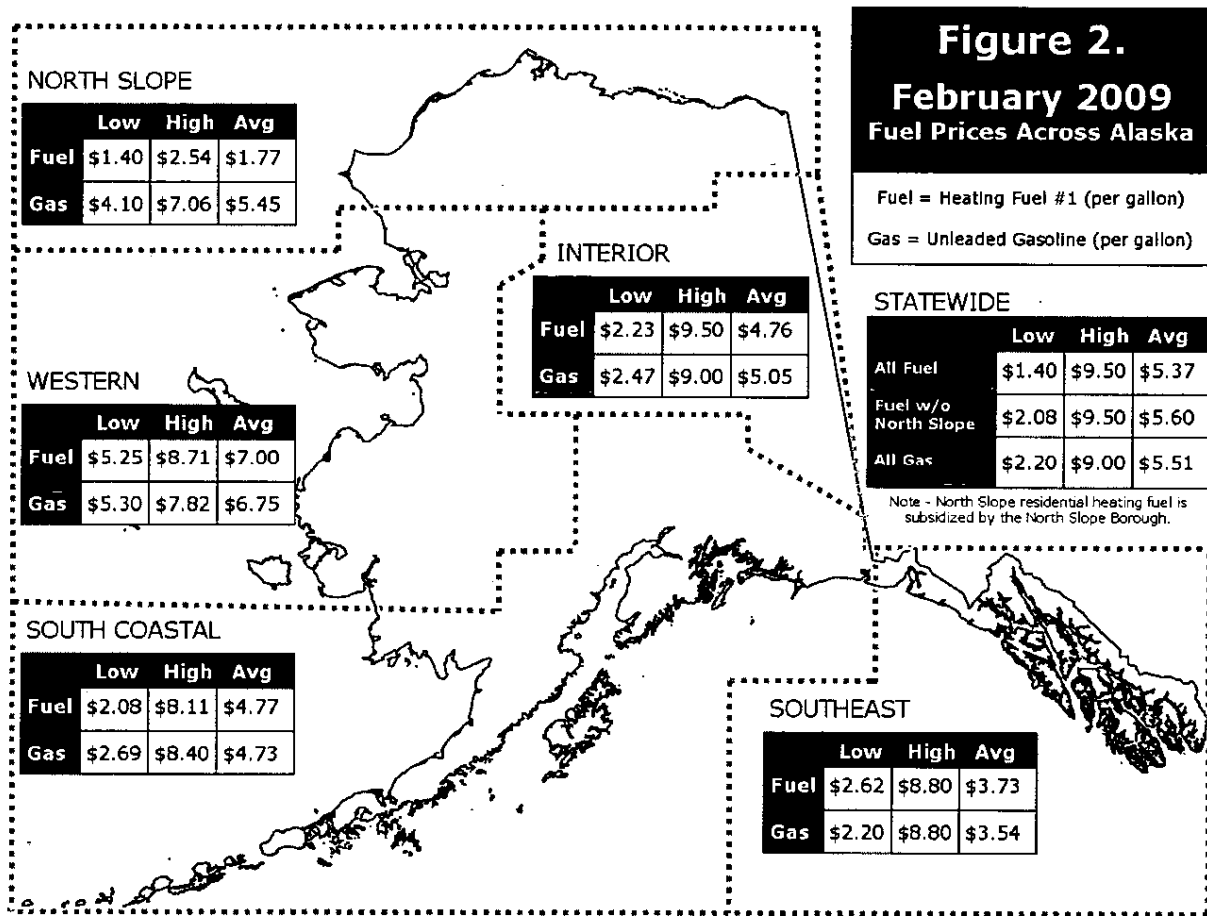 Figure 2.
February 2009
Fuel Prices Across Alaska
Fuel = Heating Fuel #1 (per gallon)
Gas = Unleaded Gasoline (per gallon)
NORTH SLOPE
Low High Avg
Fuel $1.40 $2.54 $1.77
Gas $4.10 $7.06 $5.45
INTERIOR
Low High Avg
Fuel $2.23 $9.50 $4.76
Gas $2.47 $9.00 $5.05
STATEWIDE
Low High Avg
All Fuel $1.40 $9.50 $5.37
Fuel w/o
North Slope $2.08 $9.50 $5.60
All Gas $2.20 $9.00 $5.51
Note - North Slope residential heating fuel is
subsidized by the North Slope Borough.
WESTERN
Low High Avg
Fuel $5.25 $8.71 $7.00
Gas $5.30 $7.82 $6.75
SOUTH COASTAL
Low High Avg
Fuel $2.08 $8.11 $4.77
Gas $2.69 $8.40 $4.73
SOUTHEAST
Low High Avg
Fuel $2.62 $8.80 $3.73
Gas $2.20 $8.80 $3.54